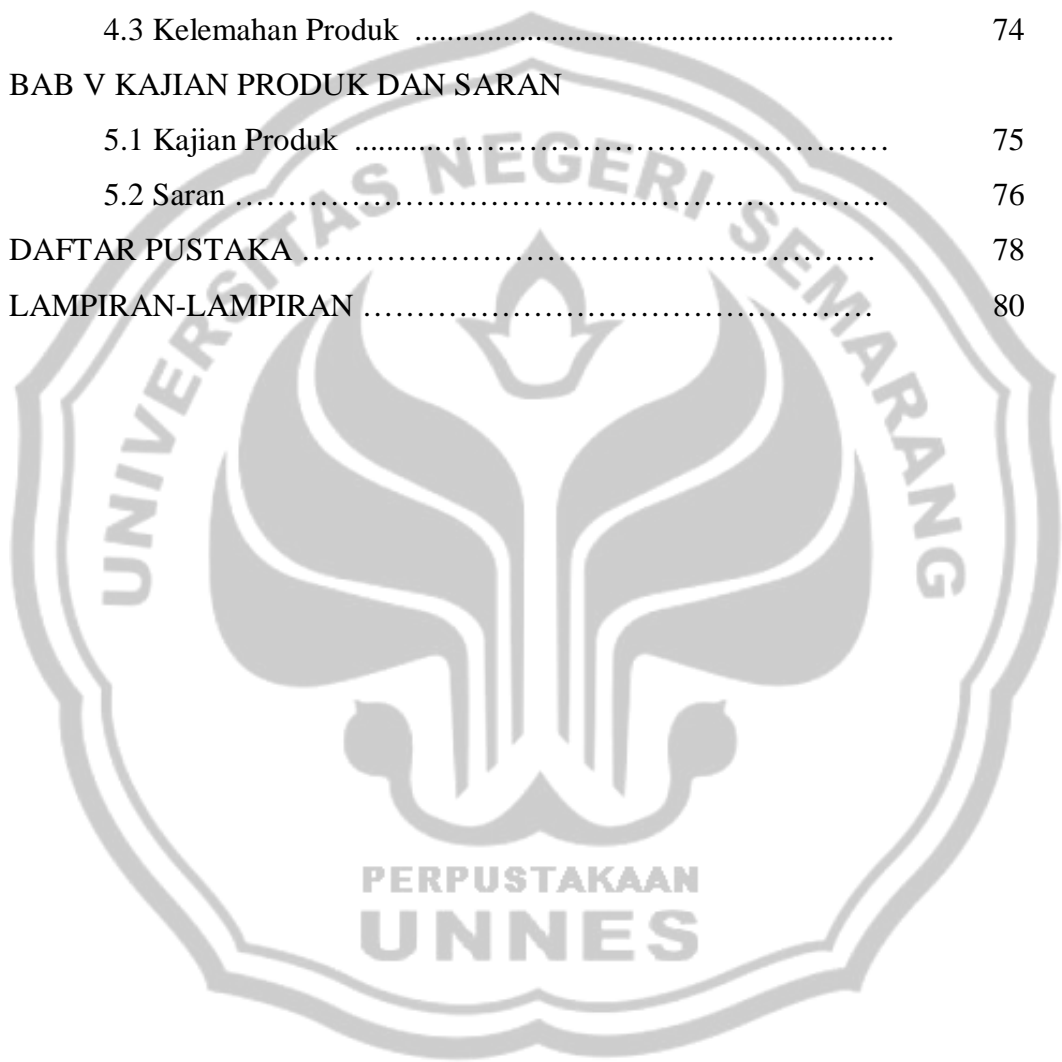 4.3 Kelemahan Produk ............................................................ 74
BAB V KAJIAN PRODUK DAN SARAN
5.1 Kajian Produk ...........……………………………………………… 75
5.2 Saran ……………………………………………………….. 76
DAFTAR PUSTAKA ………………………………………………… 78
LAMPIRAN-LAMPIRAN …………………………………………… 80
UNIVERSITAS NEGERI SEMARANG
PERPUSTAKAAN
UNNES